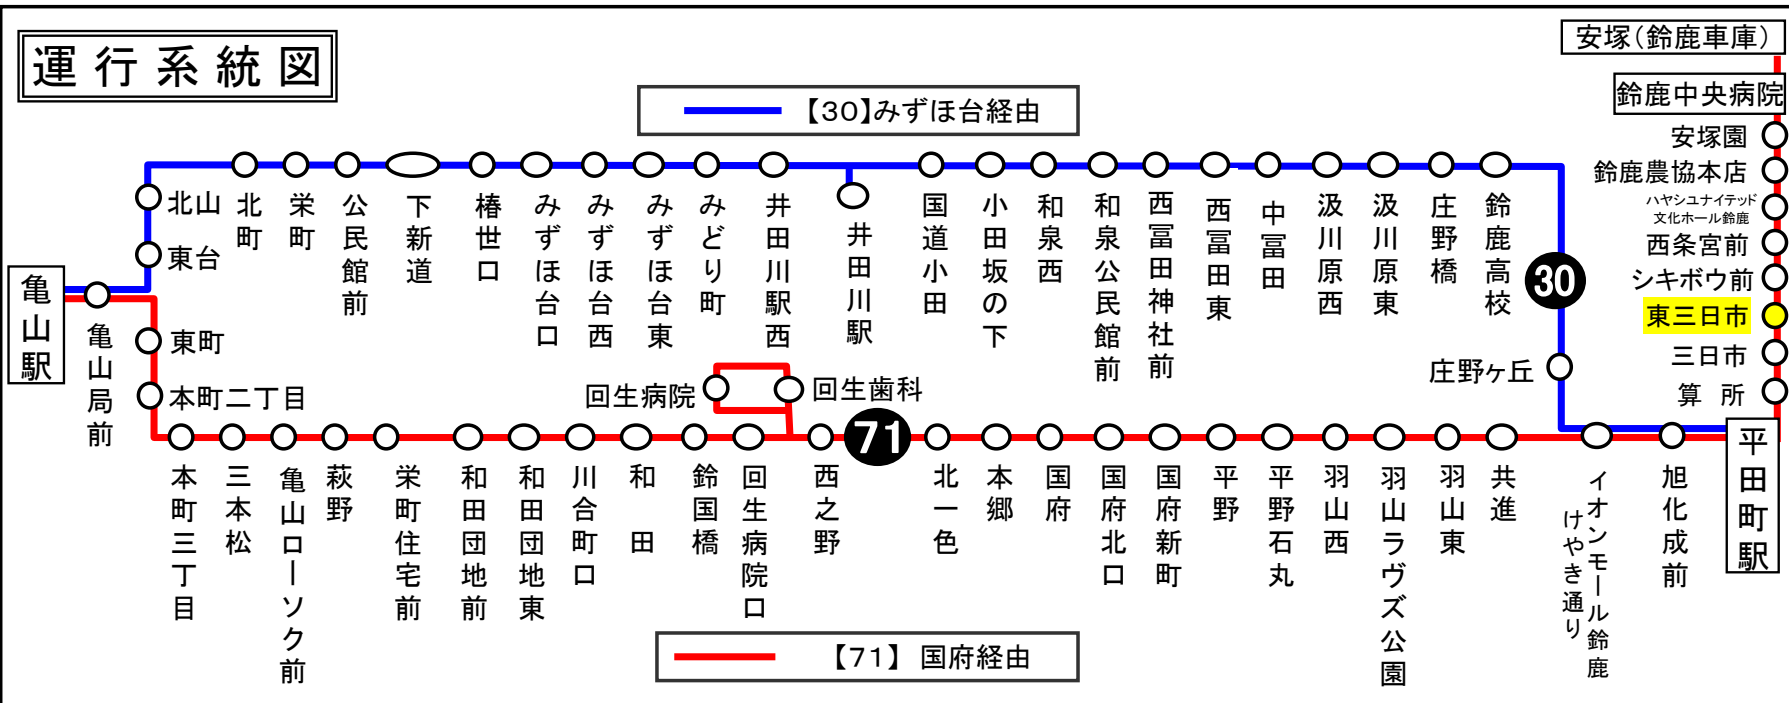 運行系統図
安塚(鈴鹿車庫)
鈴鹿中央病院
【30】みずほ台経由
安塚園
鈴鹿農協本店
ハヤシユナイテッド
文化ホール鈴鹿
西条宮前
シキボウ前
東三日市
三日市
算所
平田町駅
北山
東台
北町
栄町
公民館前
下新道
椿世口
みずほ台口
みずほ台西
みずほ台東
みどり町
井田川駅西
井田川駅
国道小田
小田坂の下
和泉西
和泉公民館前
西冨田神社前
西冨田東
中冨田
汲川原西
汲川原東
庄野橋
鈴鹿高校
30
庄野ヶ丘
亀山駅
亀山局前
東町
本町二丁目
回生病院
回生歯科
71
本町三丁目
三本松
亀山ローソク前
萩野
栄町住宅前
和田団地前
和田団地東
川合町口
和田
鈴国橋
回生病院口
西之野
北一色
本郷
国府
国府北口
国府新町
平野
平野石丸
羽山西
羽山ラヴズ公園
羽山東
共進
イオンモール鈴鹿
けやき通り
旭化成前
【71】 国府経由